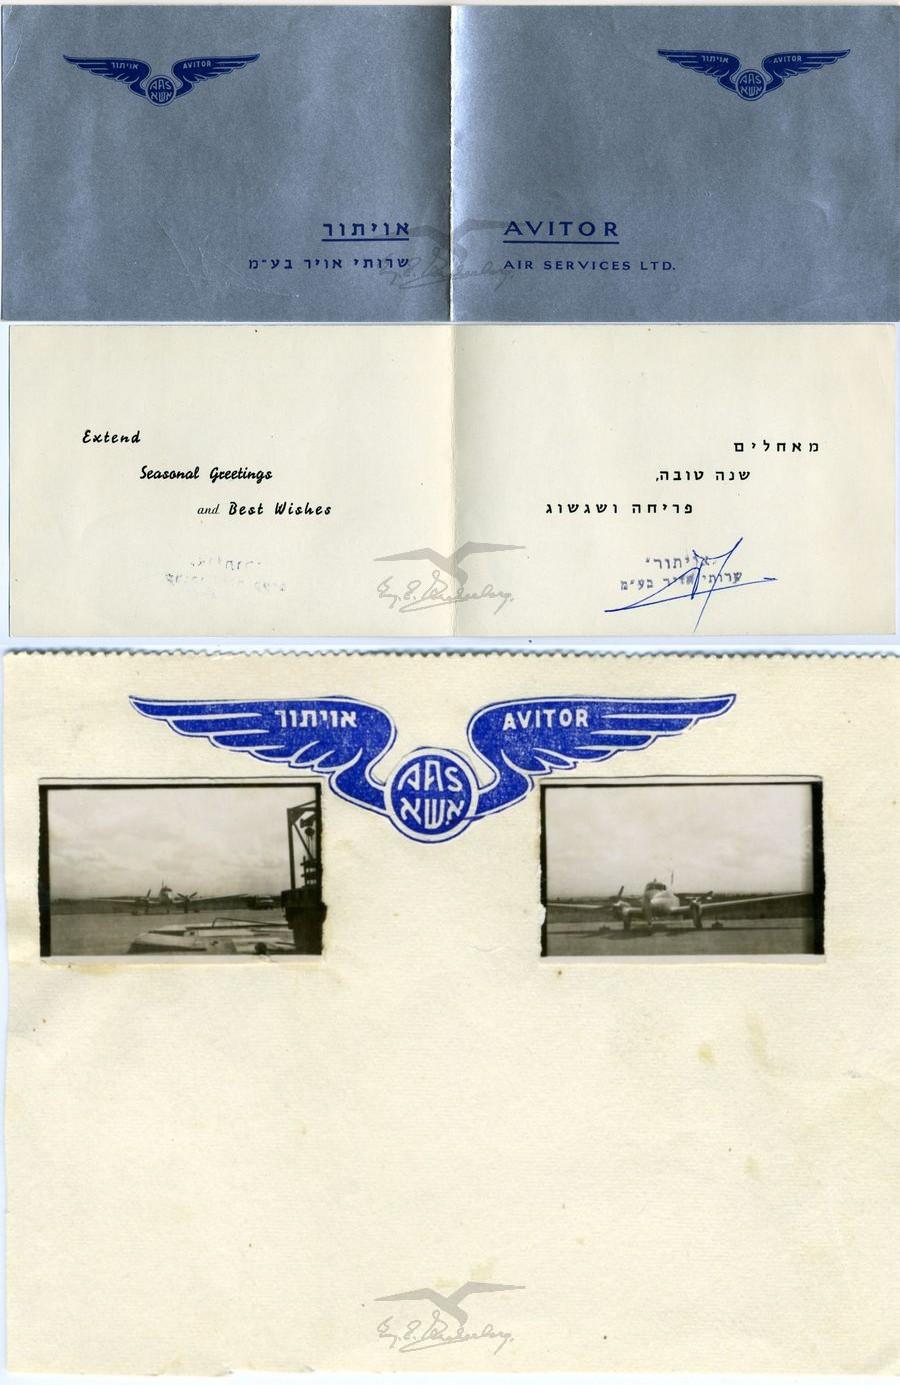 אויתור AVITOR
AAS
אשא
אויתור AVITOR
AAS
אשא
אויתור
שרותי אויר בע״מ
AVITOR
AIR SERVICES LTD.
Extend
Seasonal Greetings
and Best Wishes
מאחלים
שנה טובה,
פריחה ושגשוג
״אויתור״
שרותי אויר בע״מ
אויתור AVITOR
AAS
אשא